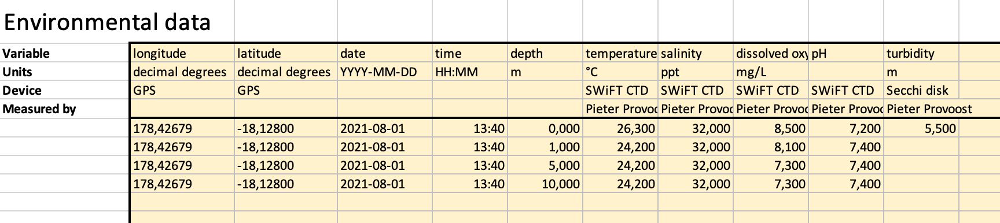 Environmental data
Variable longitude latitude date time depth temperature salinity dissolved oxy pH turbidity
Units decimal degrees decimal degrees YYYY-MM-DD HH:MM m °C ppt mg/L m
Device GPS GPS SWiFT CTD SWiFT CTD SWiFT CTD SWiFT CTD Secchi disk
Measured by Pieter Provoo Pieter Provoo Pieter Provoo Pieter Provoo Pieter Provoost
178,42679 -18,12800 2021-08-01 13:40 0,000 26,300 32,000 8,500 7,200 5,500
178,42679 -18,12800 2021-08-01 13:40 1,000 24,200 32,000 8,100 7,400
178,42679 -18,12800 2021-08-01 13:40 5,000 24,200 32,000 7,300 7,400
178,42679 -18,12800 2021-08-01 13:40 10,000 24,200 32,000 7,300 7,400